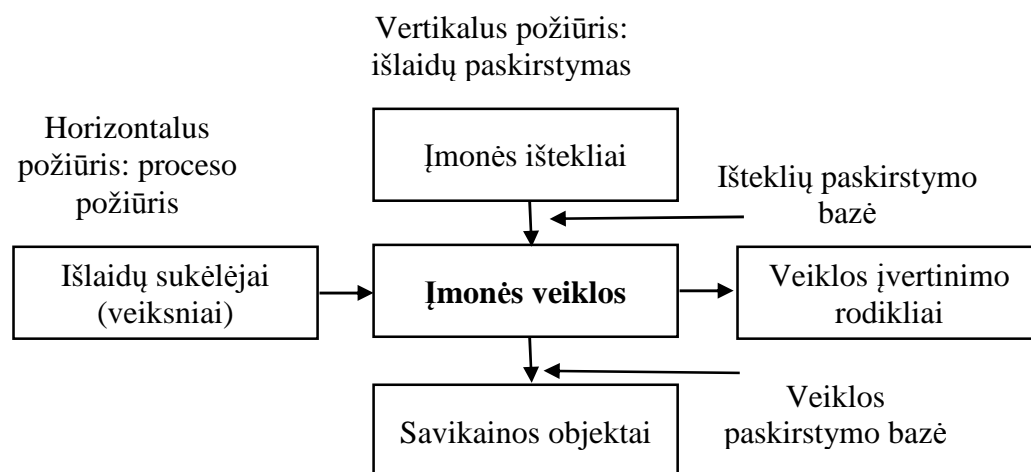 Vertikalus požiūris:
išlaidų paskirstymas
Horizontalus
požiūris: proceso
požiūris
Įmonės ištekliai
Išteklių paskirstymo
bazė
Išlaidų sukėlėjai
(veiksniai)
Įmonės veiklos
Veiklos įvertinimo
rodikliai
Savikainos objektai
Veiklos
paskirstymo bazė